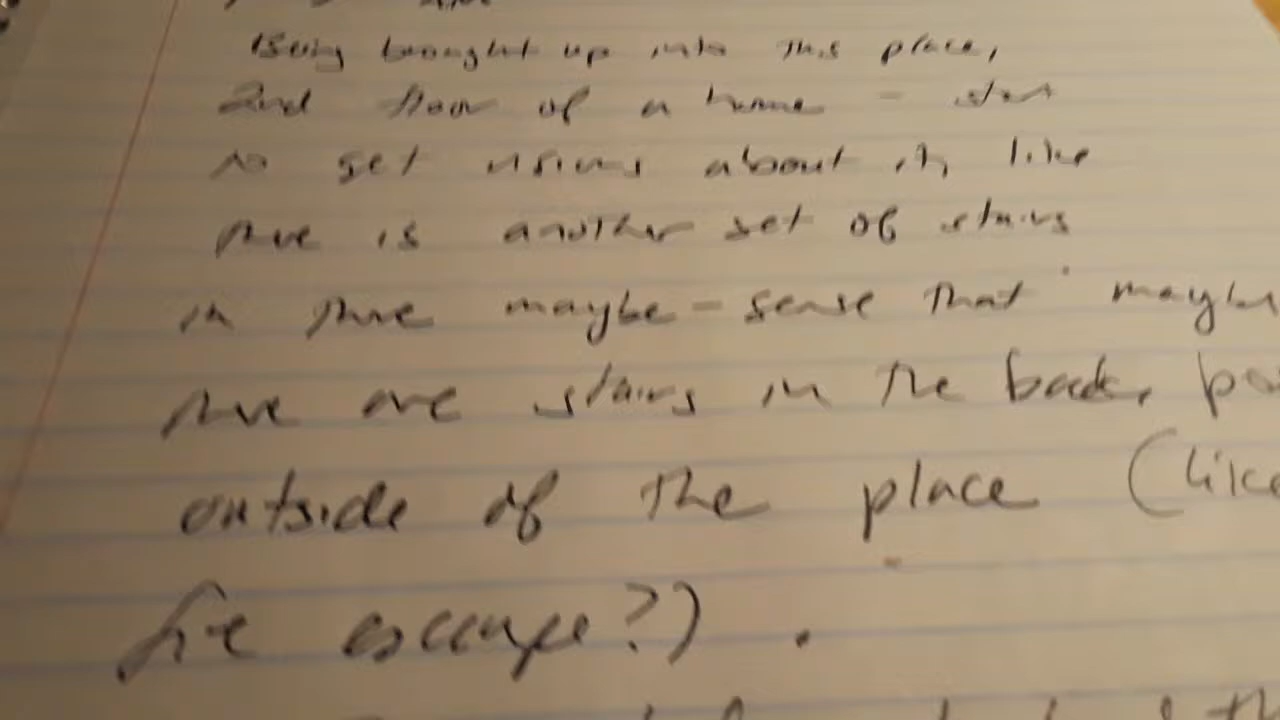 Being brought up into this place,
2nd floor of a home - start
to get visions about it, like
there is another set of stairs
in there maybe - sense that maybe
there are stairs in the back,
outside of the place (like
fire escape?).